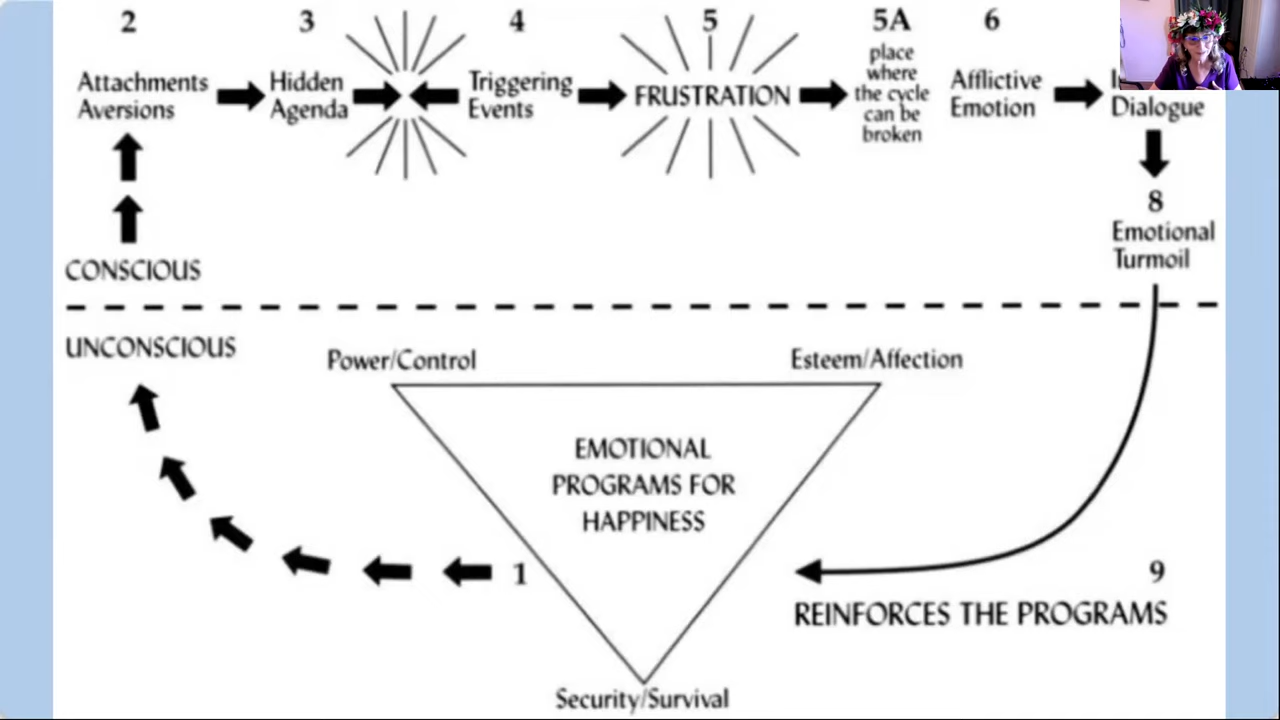 2
3
4
5
5A
6
Attachments
Aversions
Hidden
Agenda
Triggering
Events
FRUSTRATION
place
where
the cycle
can be
broken
Afflictive
Emotion
Dialogue
8
Emotional
Turmoil
CONSCIOUS
UNCONSCIOUS
Power/Control
Esteem/Affection
EMOTIONAL
PROGRAMS FOR
HAPPINESS
1
9
REINFORCES THE PROGRAMS
Security/Survival